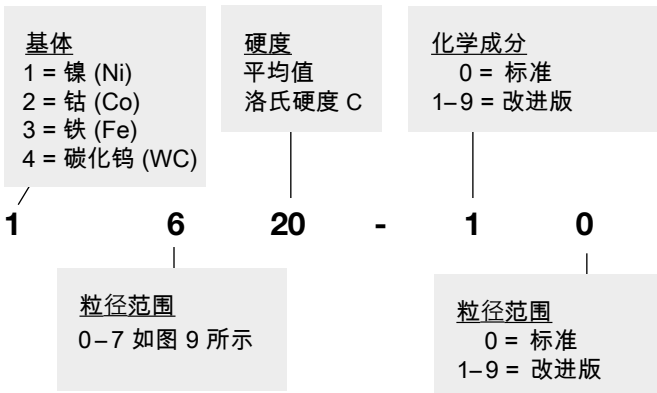 基体
1 = 镍 (Ni)
2 = 钴 (Co)
3 = 铁 (Fe)
4 = 碳化钨 (WC)
硬度
平均值
洛氏硬度 C
化学成分
0 = 标准
1–9 = 改进版
1 6 20 - 1 0
粒径范围
0–7 如图 9 所示
粒径范围
0 = 标准
1–9 = 改进版